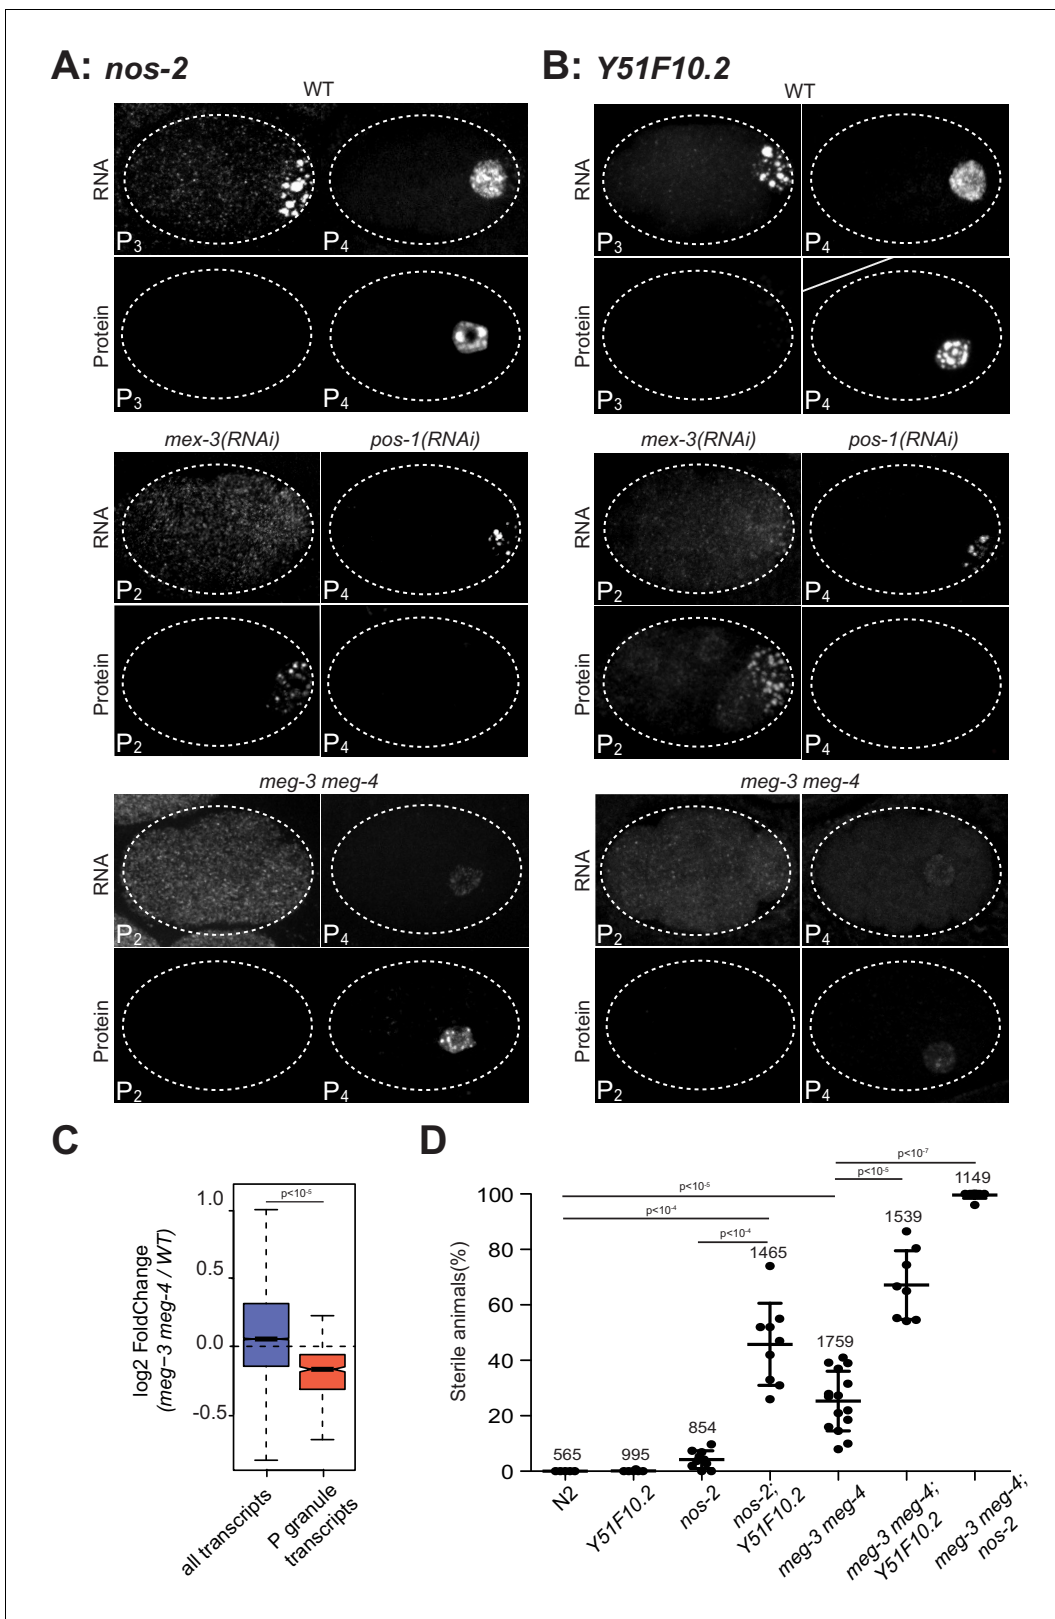 A: nos-2
B: Y51F10.2
WT
WT
RNA
P3
P4
RNA
P3
P4
Protein
P3
P4
Protein
P3
P4
mex-3(RNAi)
pos-1(RNAi)
mex-3(RNAi)
pos-1(RNAi)
RNA
P2
P4
RNA
P2
P4
Protein
P2
P4
Protein
P2
P4
meg-3 meg-4
meg-3 meg-4
RNA
P2
P4
RNA
P2
P4
Protein
P2
P4
Protein
P2
P4
C
log2 FoldChange
(meg−3 meg-4 / WT)
1.0
0.5
0.0
-0.5
p<10⁻⁵
all transcripts
P granule
transcripts
D
Sterile animals(%)
100
80
60
40
20
0
p<10⁻⁷
p<10⁻⁵
p<10⁻⁵
p<10⁻⁴
p<10⁻⁴
565
995
854
1465
1759
1539
1149
N2
Y51F10.2
nos-2
nos-2;
Y51F10.2
meg-3 meg-4
meg-3 meg-4;
Y51F10.2
meg-3 meg-4;
nos-2